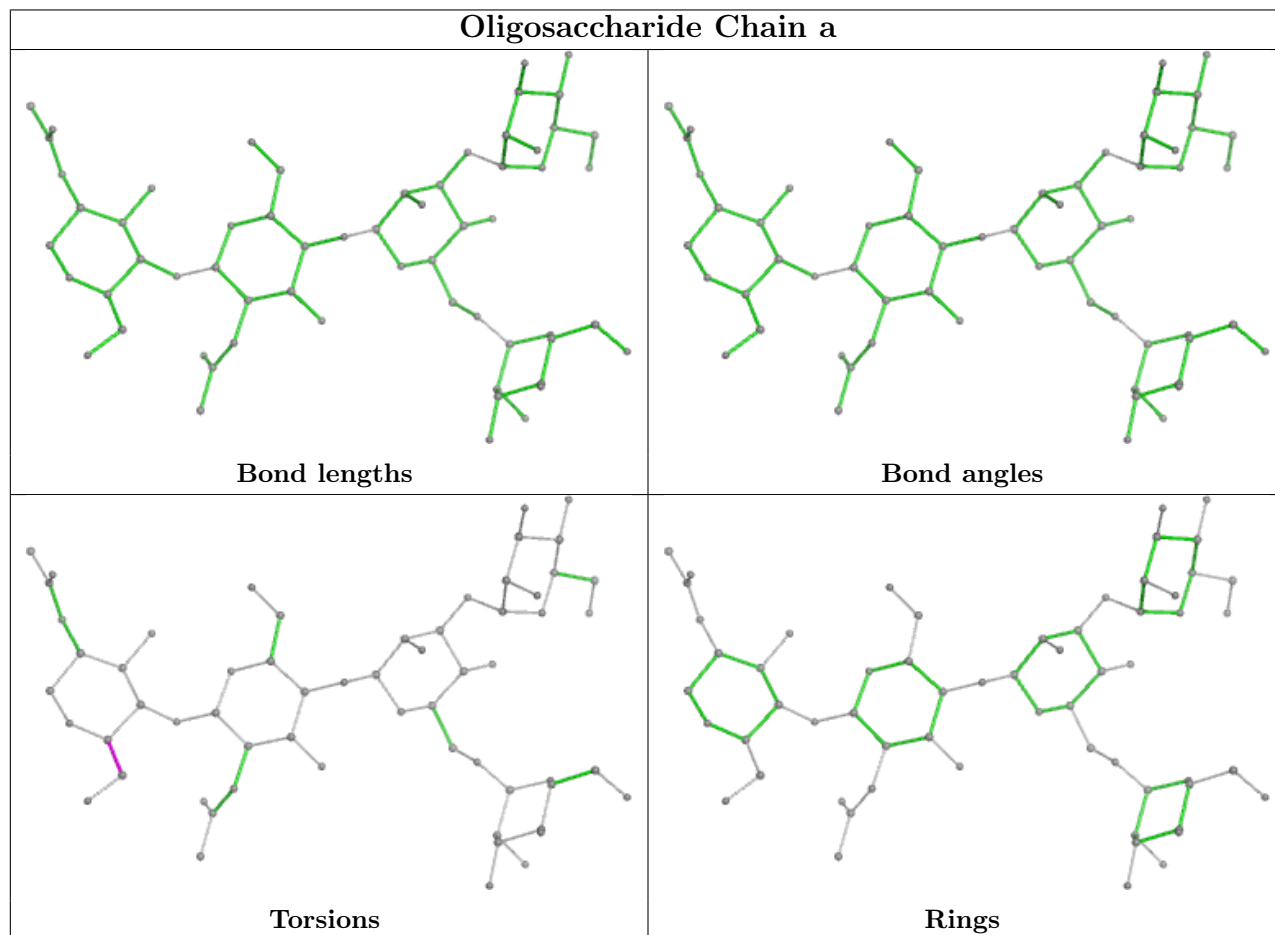 Oligosaccharide Chain a
Bond lengths
Bond angles
Torsions
Rings